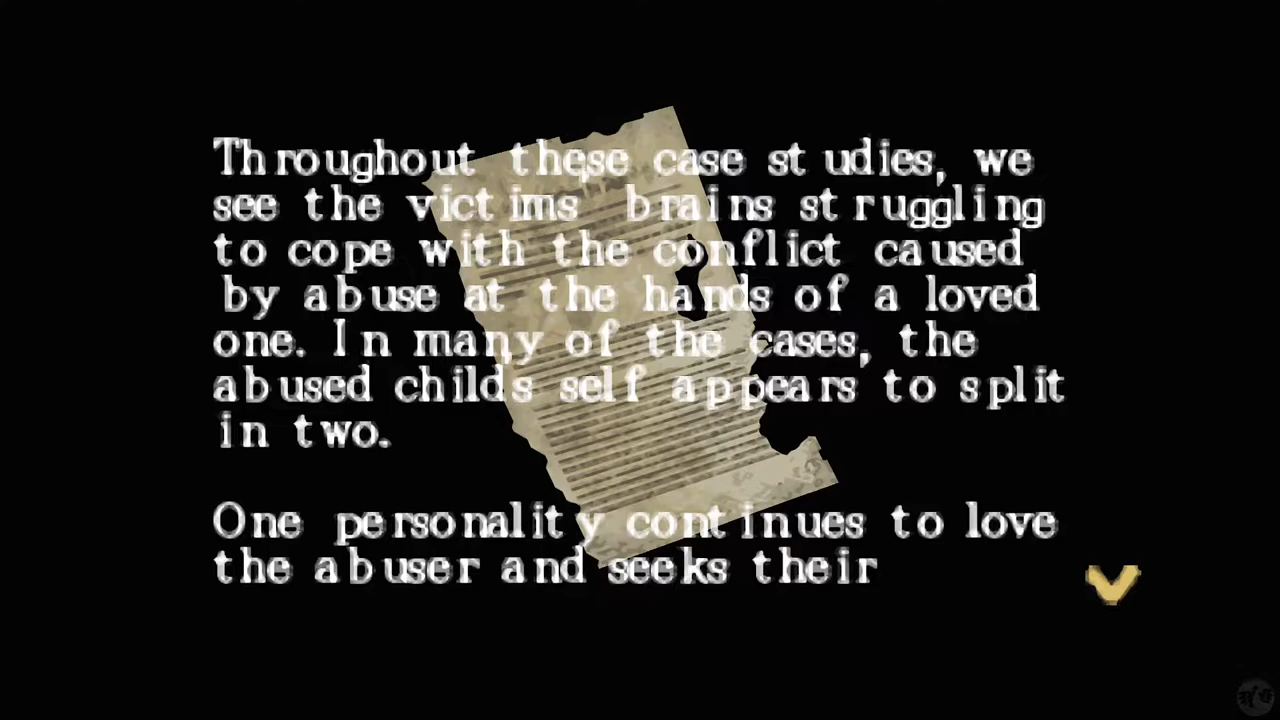 Throughout these case studies, we
see the victims brains struggling
to cope with the conflict caused
by abuse at the hands of a loved
one. In many of the cases, the
abused childs self appears to split
in two.
One personality continues to love
the abuser and seeks their